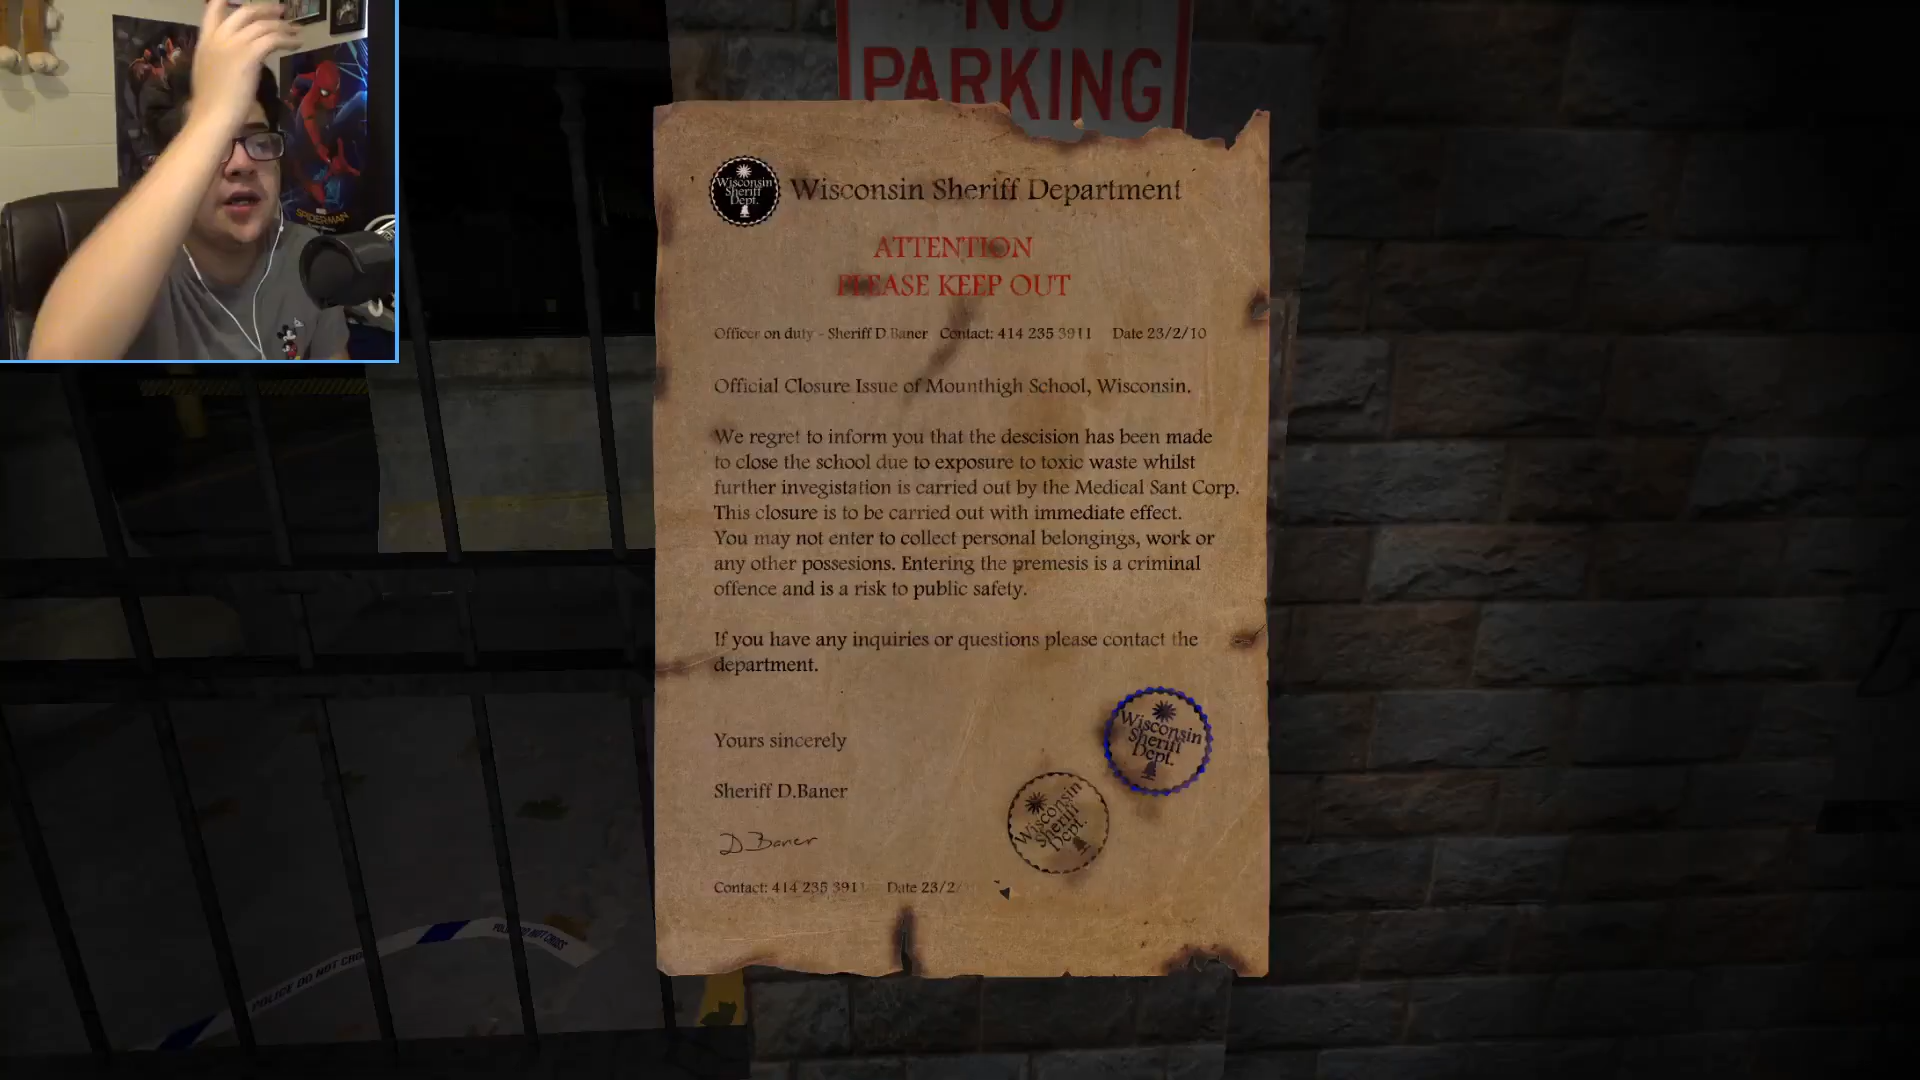 NO
PARKING
SPIDER-MAN
Wisconsin
Sheriff
Dept.
Wisconsin Sheriff Department
ATTENTION
PLEASE KEEP OUT
Officer on duty - Sheriff D.Baner Contact: 414 235 3911 Date 23/2/10
Official Closure Issue of Mounthigh School, Wisconsin.
We regret to inform you that the descision has been made
to close the school due to exposure to toxic waste whilst
further invegistation is carried out by the Medical Sant Corp.
This closure is to be carried out with immediate effect.
You may not enter to collect personal belongings, work or
any other possesions. Entering the premesis is a criminal
offence and is a risk to public safety.
If you have any inquiries or questions please contact the
department.
Yours sincerely
Sheriff D.Baner
D Baner
Contact: 414 235 3911 Date 23/2/
Wisconsin
Sheriff
Dept.
Wisconsin
Sheriff
Dept.
POLICE DO NOT CROSS